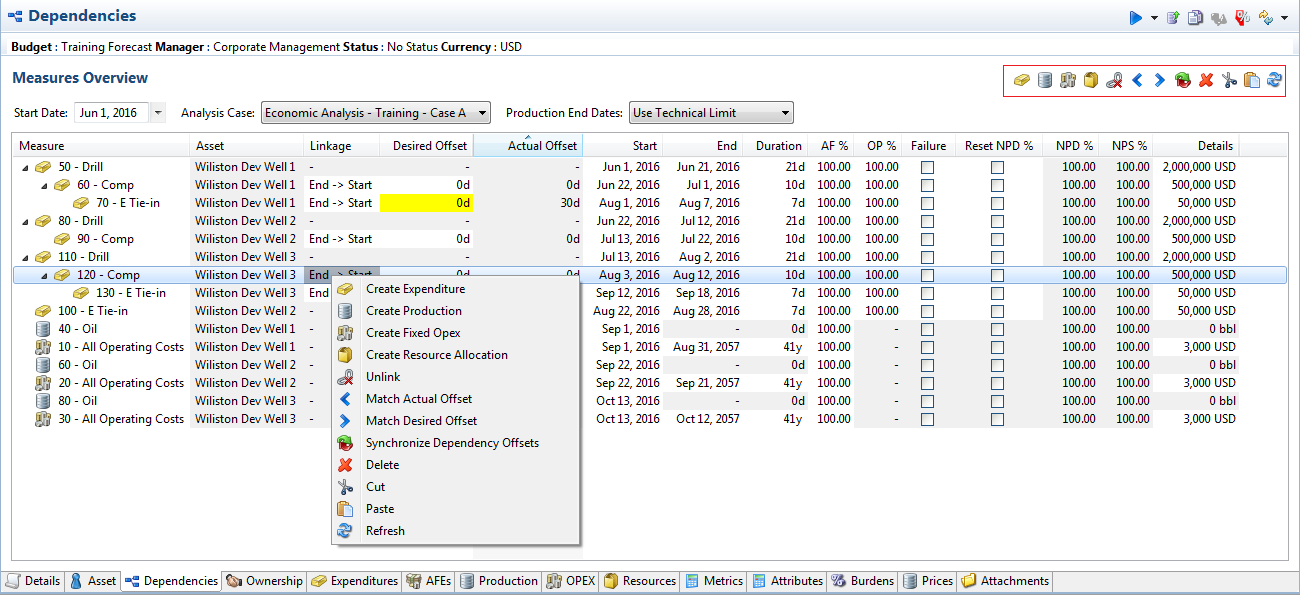 Dependencies
Budget : Training Forecast Manager : Corporate Management Status : No Status Currency : USD
Measures Overview
Start Date: Jun 1, 2016 Analysis Case: Economic Analysis - Training - Case A Production End Dates: Use Technical Limit
Measure Asset Linkage Desired Offset Actual Offset Start End Duration AF % OP % Failure Reset NPD % NPD % NPS % Details
50 - Drill Wiliston Dev Well 1 - - - Jun 1, 2016 Jun 21, 2016 21d 100.00 100.00 100.00 100.00 2,000,000 USD
60 - Comp Wiliston Dev Well 1 End -> Start 0d 0d Jun 22, 2016 Jul 1, 2016 10d 100.00 100.00 100.00 100.00 500,000 USD
70 - E Tie-in Wiliston Dev Well 1 End -> Start 0d 30d Aug 1, 2016 Aug 7, 2016 7d 100.00 100.00 100.00 100.00 50,000 USD
80 - Drill Wiliston Dev Well 2 - - - Jun 22, 2016 Jul 12, 2016 21d 100.00 100.00 100.00 100.00 2,000,000 USD
90 - Comp Wiliston Dev Well 2 End -> Start 0d 0d Jul 13, 2016 Jul 22, 2016 10d 100.00 100.00 100.00 100.00 500,000 USD
110 - Drill Wiliston Dev Well 3 - - - Jul 13, 2016 Aug 2, 2016 21d 100.00 100.00 100.00 100.00 2,000,000 USD
120 - Comp Wiliston Dev Well 3 End -> Start 0d 0d Aug 3, 2016 Aug 12, 2016 10d 100.00 100.00 100.00 100.00 500,000 USD
130 - E Tie-in Wiliston Dev Well 3 End Sep 12, 2016 Sep 18, 2016 7d 100.00 100.00 100.00 100.00 50,000 USD
100 - E Tie-in Wiliston Dev Well 2 - Aug 22, 2016 Aug 28, 2016 7d 100.00 100.00 100.00 100.00 50,000 USD
40 - Oil Wiliston Dev Well 1 - Sep 1, 2016 - 0d 100.00 - 100.00 100.00 0 bbl
10 - All Operating Costs Wiliston Dev Well 1 - Sep 1, 2016 Aug 31, 2057 41y 100.00 - 100.00 100.00 3,000 USD
60 - Oil Wiliston Dev Well 2 - Sep 22, 2016 - 0d 100.00 - 100.00 100.00 0 bbl
20 - All Operating Costs Wiliston Dev Well 2 - Sep 22, 2016 Sep 21, 2057 41y 100.00 - 100.00 100.00 3,000 USD
80 - Oil Wiliston Dev Well 3 - Oct 13, 2016 - 0d 100.00 - 100.00 100.00 0 bbl
30 - All Operating Costs Wiliston Dev Well 3 - Oct 13, 2016 Oct 12, 2057 41y 100.00 - 100.00 100.00 3,000 USD
Create Expenditure
Create Production
Create Fixed Opex
Create Resource Allocation
Unlink
Match Actual Offset
Match Desired Offset
Synchronize Dependency Offsets
Delete
Cut
Paste
Refresh
Details Asset Dependencies Ownership Expenditures AFEs Production OPEX Resources Metrics Attributes Burdens Prices Attachments